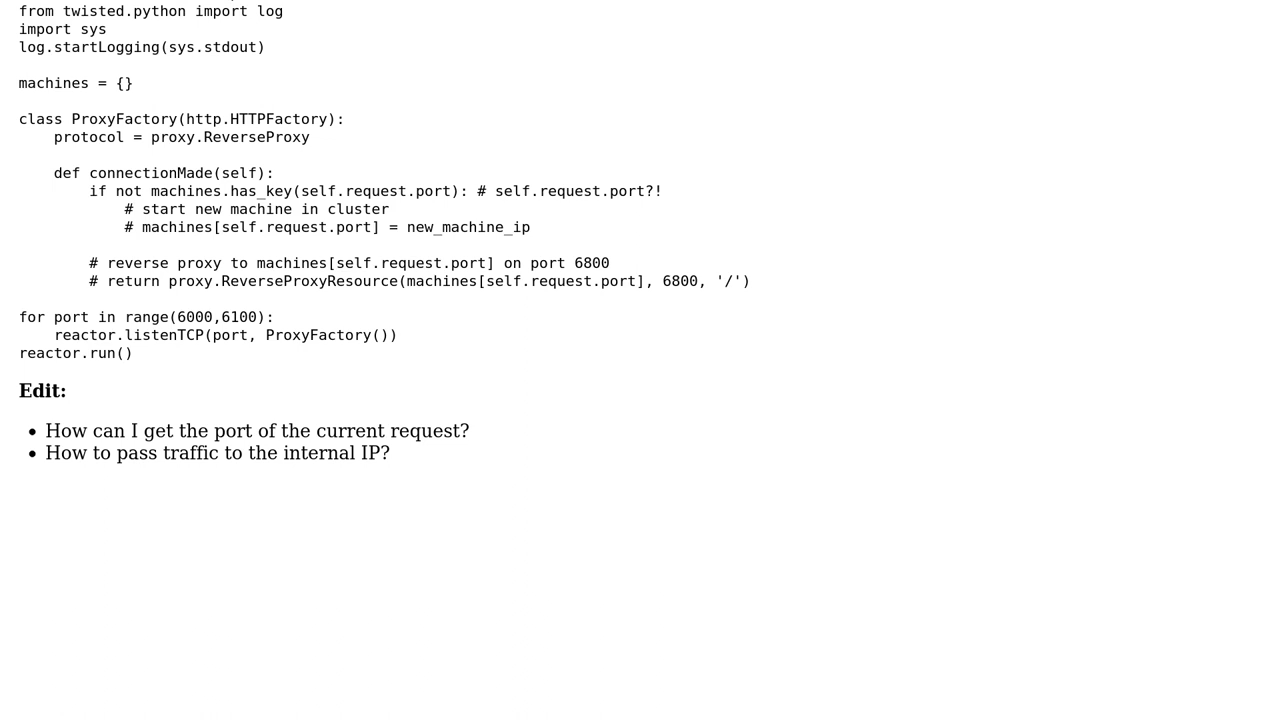 from twisted.python import log
import sys
log.startLogging(sys.stdout)
machines = {}
class ProxyFactory(http.HTTPFactory):
    protocol = proxy.ReverseProxy
    def connectionMade(self):
        if not machines.has_key(self.request.port): # self.request.port?!
            # start new machine in cluster
            # machines[self.request.port] = new_machine_ip
        # reverse proxy to machines[self.request.port] on port 6800
        # return proxy.ReverseProxyResource(machines[self.request.port], 6800, '/')
for port in range(6000,6100):
    reactor.listenTCP(port, ProxyFactory())
reactor.run()
Edit:
• How can I get the port of the current request?
• How to pass traffic to the internal IP?